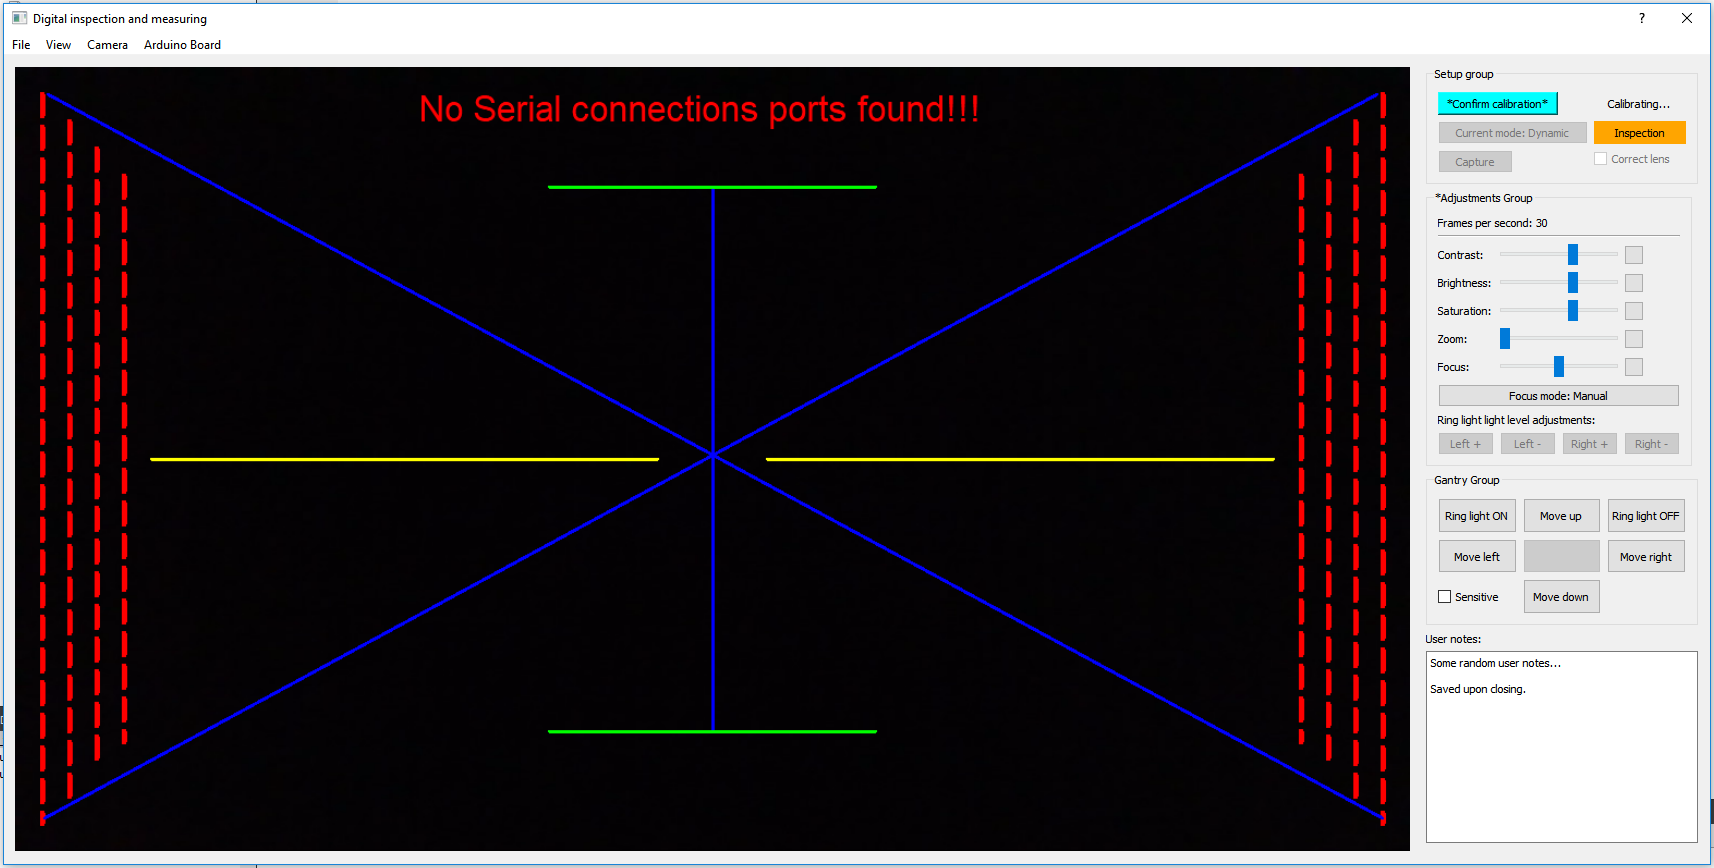 Digital inspection and measuring
File View Camera Arduino Board
No Serial connections ports found!!!
Setup group
*Confirm calibration* Calibrating...
Current mode: Dynamic Inspection
Capture Correct lens
*Adjustments Group
Frames per second: 30
Contrast:
Brightness:
Saturation:
Zoom:
Focus:
Focus mode: Manual
Ring light light level adjustments:
Left + Left - Right + Right -
Gantry Group
Ring light ON Move up Ring light OFF
Move left Move right
Sensitive Move down
User notes:
Some random user notes...
Saved upon closing.